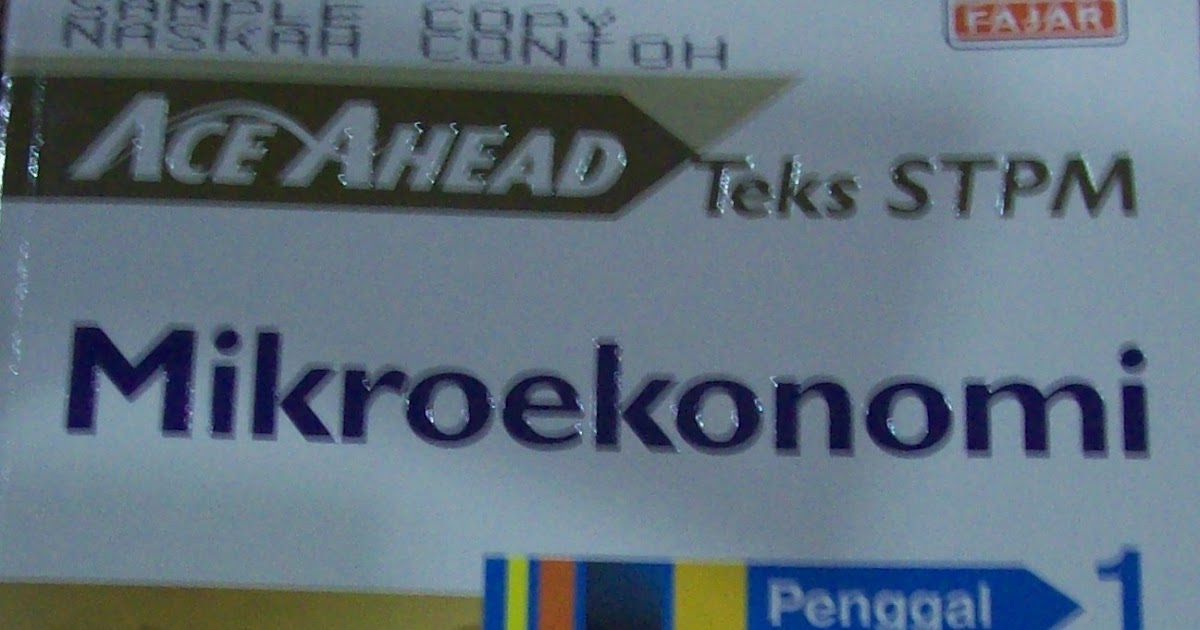 SAMPLE COPY
NASKAH CONTOH
FAJAR
ACE AHEAD Teks STPM
Mikroekonomi
Penggal 1